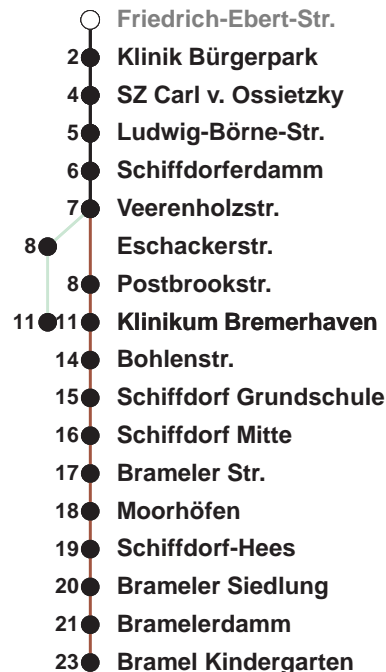 Friedrich-Ebert-Str.
2 Klinik Bürgerpark
4 SZ Carl v. Ossietzky
5 Ludwig-Börne-Str.
6 Schiffdorferdamm
7 Veerenholzstr.
8 Eschackerstr.
8 Postbrookstr.
11 11 Klinikum Bremerhaven
14 Bohlenstr.
15 Schiffdorf Grundschule
16 Schiffdorf Mitte
17 Brameler Str.
18 Moorhöfen
19 Schiffdorf-Hees
20 Brameler Siedlung
21 Bramelerdamm
23 Bramel Kindergarten